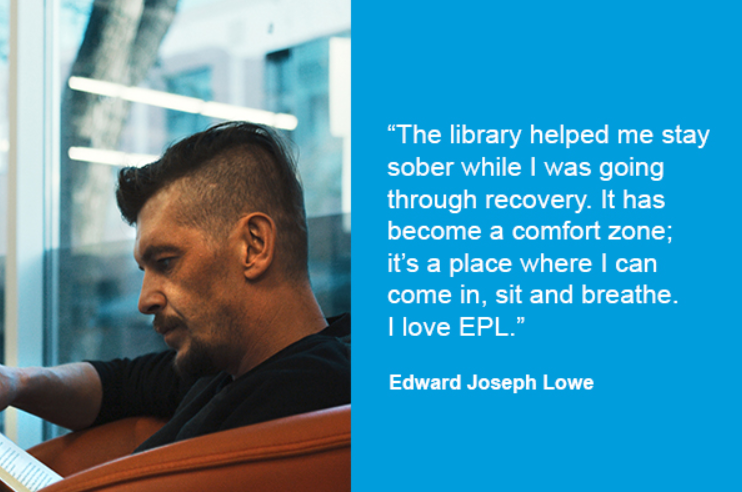 “The library helped me stay
sober while I was going
through recovery. It has
become a comfort zone;
it’s a place where I can
come in, sit and breathe.
I love EPL.”
Edward Joseph Lowe